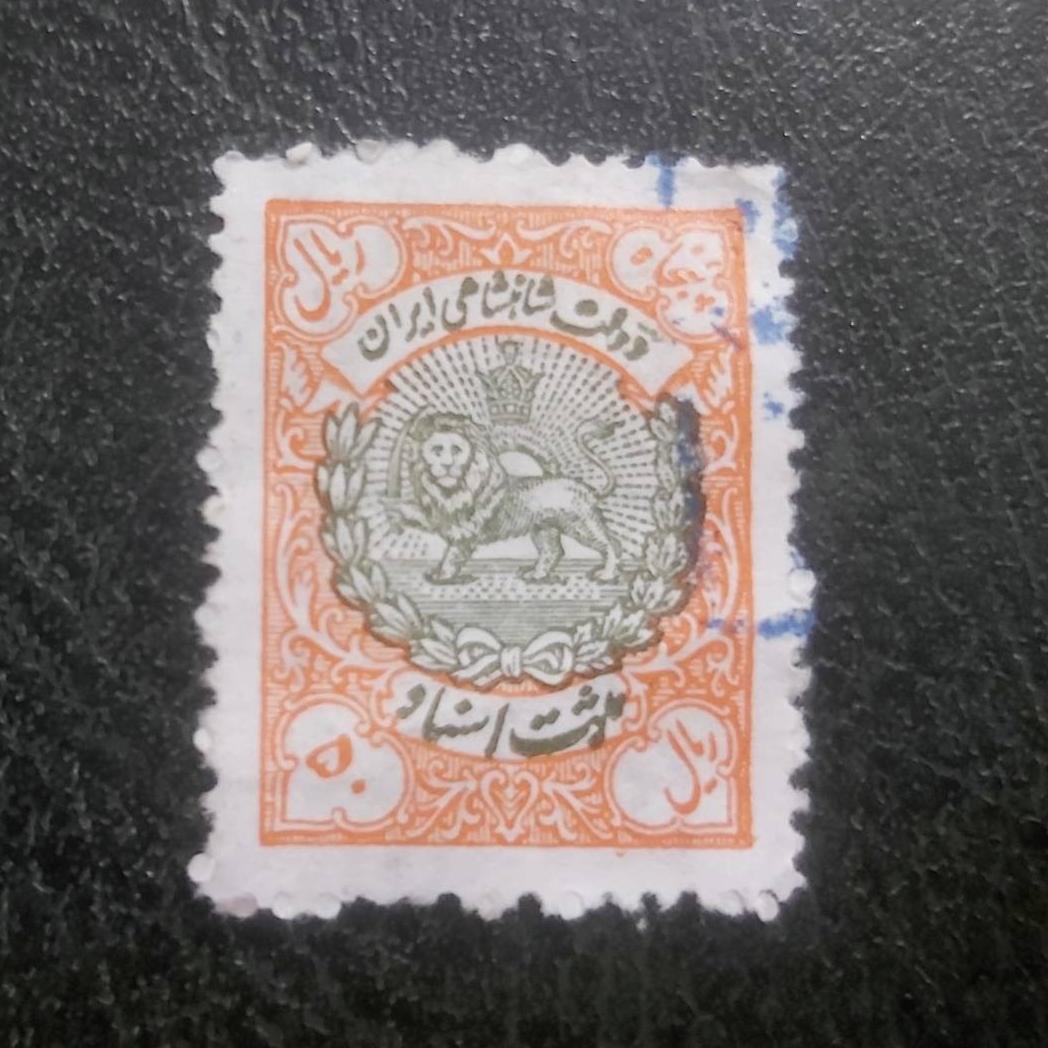 پنجاه ریال
دولت شاهنشاهی ایران
ثبت اسناد
۵۰ ریال